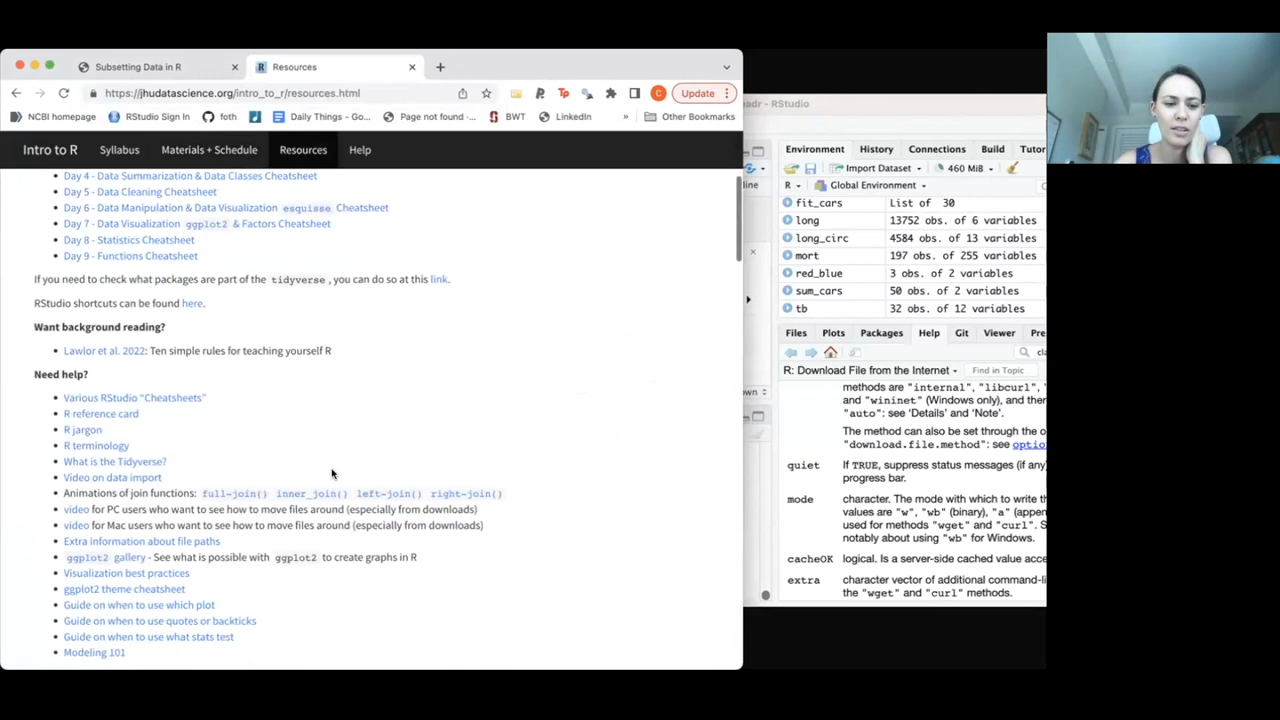 Subsetting Data in R
Resources
https://jhudatascience.org/intro_to_r/resources.html
Update
NCBI homepage
RStudio Sign In
foth
Daily Things - Go...
Page not found -...
BWT
LinkedIn
»
Other Bookmarks
Intro to R
Syllabus
Materials + Schedule
Resources
Help
Day 4 - Data Summarization & Data Classes Cheatsheet
Day 5 - Data Cleaning Cheatsheet
Day 6 - Data Manipulation & Data Visualization esquisse Cheatsheet
Day 7 - Data Visualization ggplot2 & Factors Cheatsheet
Day 8 - Statistics Cheatsheet
Day 9 - Functions Cheatsheet
If you need to check what packages are part of the tidyverse, you can do so at this link.
RStudio shortcuts can be found here.
Want background reading?
Lawlor et al. 2022: Ten simple rules for teaching yourself R
Need help?
Various RStudio “Cheatsheets”
R reference card
R jargon
R terminology
What is the Tidyverse?
Video on data import
Animations of join functions: full-join() inner_join() left-join() right-join()
video for PC users who want to see how to move files around (especially from downloads)
video for Mac users who want to see how to move files around (especially from downloads)
Extra information about file paths
ggplot2 gallery - See what is possible with ggplot2 to create graphs in R
Visualization best practices
ggplot2 theme cheatsheet
Guide on when to use which plot
Guide on when to use quotes or backticks
Guide on when to use what stats test
Modeling 101
adr - RStudio
Environment
History
Connections
Build
Tutor
Import Dataset
460 MiB
R
Global Environment
fit_cars List of 30
long 13752 obs. of 6 variables
long_circ 4584 obs. of 13 variables
mort 197 obs. of 255 variables
red_blue 3 obs. of 2 variables
sum_cars 50 obs. of 2 variables
tb 32 obs. of 12 variables
Files
Plots
Packages
Help
Git
Viewer
Pre
R: Download File from the Internet
Find in Topic
methods are "internal", "libcurl",
and "wininet" (Windows only), and then
"auto": see ‘Details’ and ‘Note’.
The method can also be set through the o
"download.file.method": see optio
quiet If TRUE, suppress status messages (if any)
progress bar.
mode character. The mode with which to write th
values are "w", "wb" (binary), "a" (appen
used for methods "wget" and "curl". S
notably about using "wb" for Windows.
cacheOK logical. Is a server-side cached value acce
extra character vector of additional command-li
the "wget" and "curl" methods.